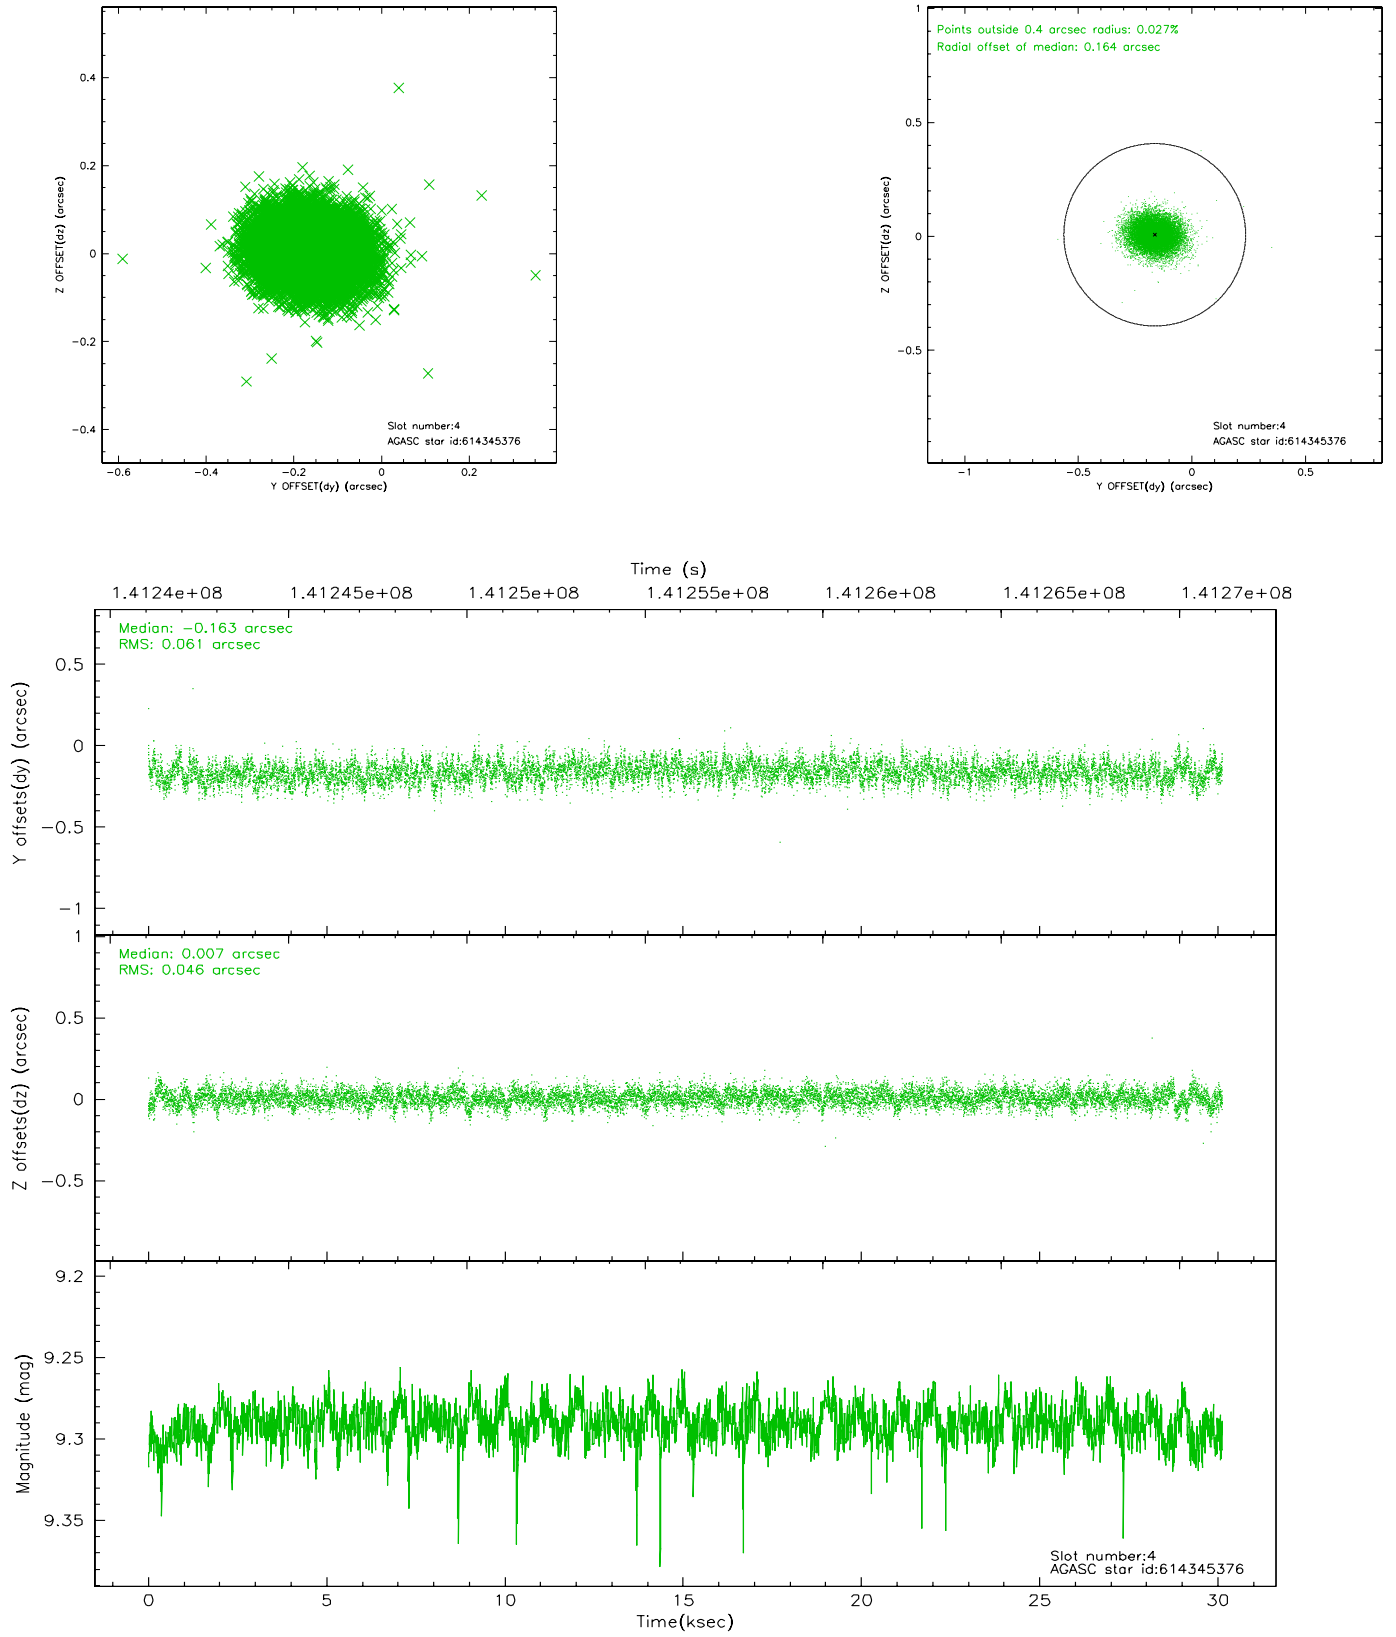 0.4
0.2
0
−0.2
−0.4
Z OFFSET(dz) (arcsec)
Slot number:4
AGASC star id:614345376
−0.6
−0.4
−0.2
0
0.2
Y OFFSET(dy) (arcsec)
Points outside 0.4 arcsec radius: 0.027%
Radial offset of median: 0.164 arcsec
1
0.5
0
−0.5
Z OFFSET(dz) (arcsec)
Slot number:4
AGASC star id:614345376
−1
−0.5
0
0.5
Y OFFSET(dy) (arcsec)
Time (s)
1.4124e+08
1.41245e+08
1.4125e+08
1.41255e+08
1.4126e+08
1.41265e+08
1.4127e+08
Median: −0.163 arcsec
RMS: 0.061 arcsec
0.5
0
−0.5
−1
Y offsets(dy) (arcsec)
Median: 0.007 arcsec
RMS: 0.046 arcsec
1
0.5
0
−0.5
Z offsets(dz) (arcsec)
9.2
9.25
9.3
9.35
Magnitude (mag)
Slot number:4
AGASC star id:614345376
0
5
10
15
20
25
30
Time(ksec)